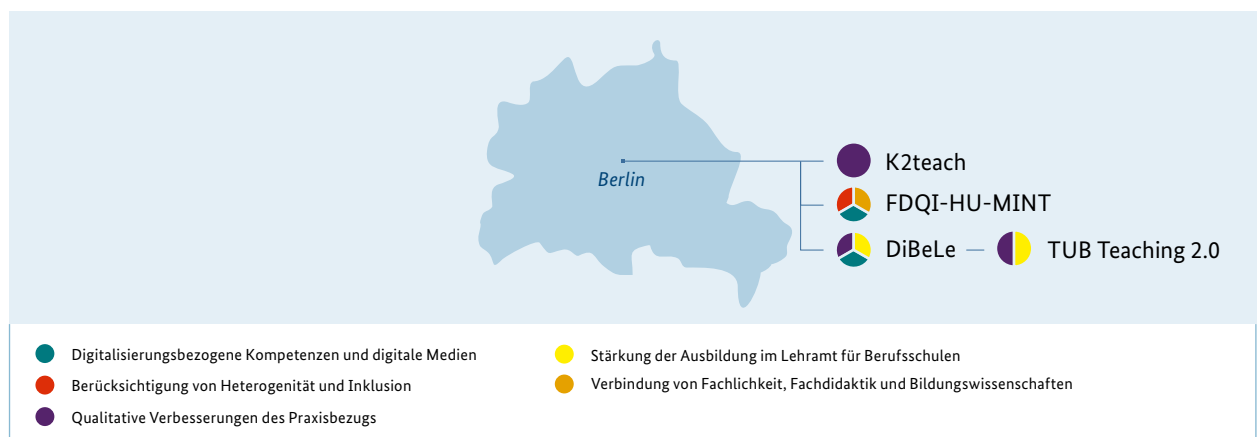 Berlin
K2teach
FDQI-HU-MINT
DiBeLe — TUB Teaching 2.0
Digitalisierungsbezogene Kompetenzen und digitale Medien
Berücksichtigung von Heterogenität und Inklusion
Qualitative Verbesserungen des Praxisbezugs
Stärkung der Ausbildung im Lehramt für Berufsschulen
Verbindung von Fachlichkeit, Fachdidaktik und Bildungswissenschaften